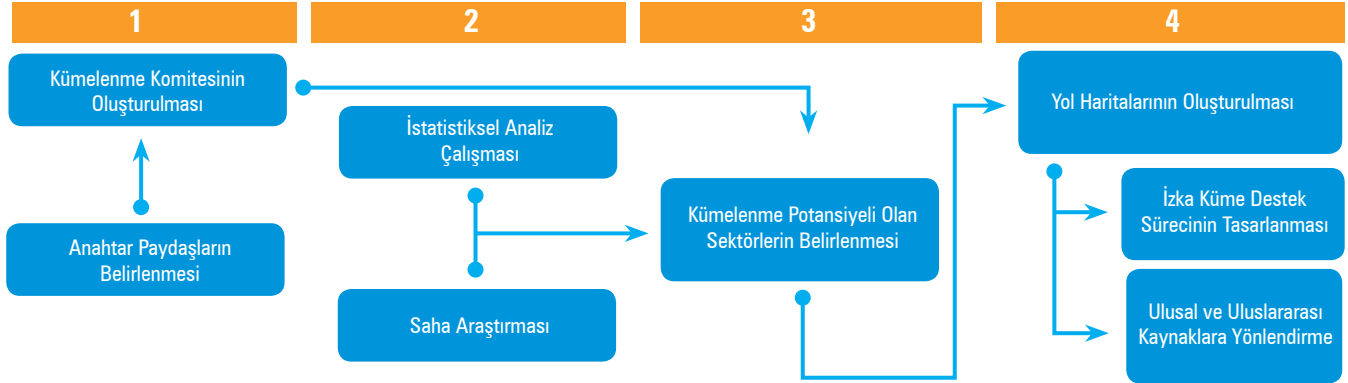 1
2
3
4
Kümelenme Komitesinin
Oluşturulması
Anahtar Paydaşların
Belirlenmesi
İstatistiksel Analiz
Çalışması
Saha Araştırması
Kümelenme Potansiyeli Olan
Sektörlerin Belirlenmesi
Yol Haritalarının Oluşturulması
İzka Küme Destek
Sürecinin Tasarlanması
Ulusal ve Uluslararası
Kaynaklara Yönlendirme